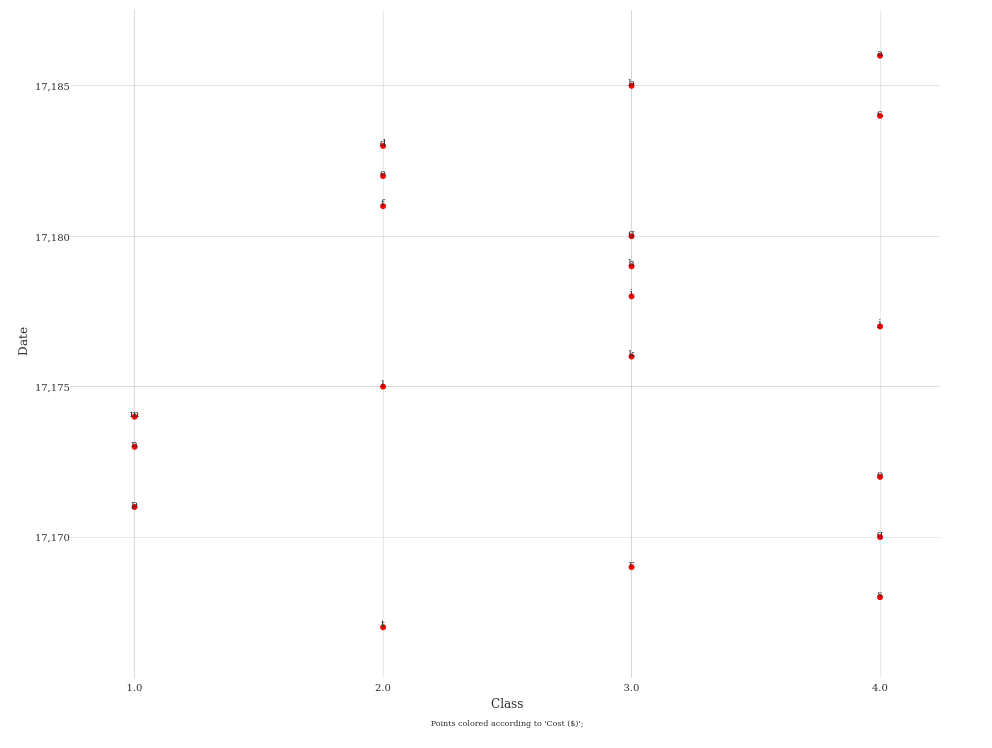 a
17,185
b
c
d
e
f
17,180
g
h
i
j
k
17,175
l
m
n
o
p
17,170
q
r
s
t
Date
1.0 2.0 3.0 4.0
Class
Points colored according to 'Cost ($)';